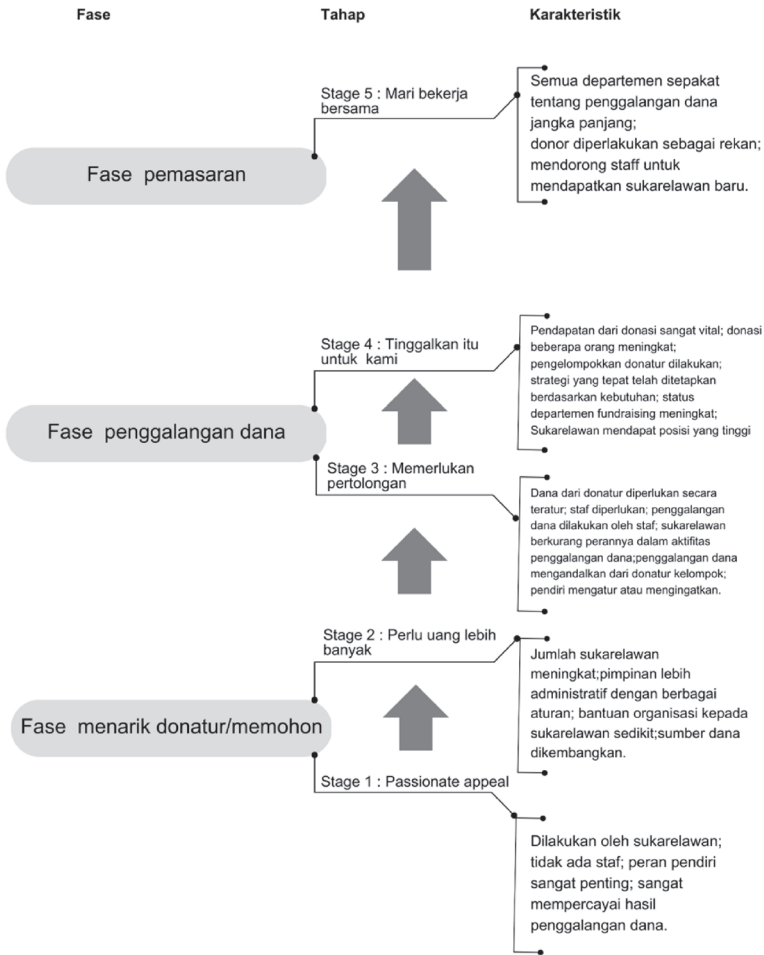 Fase
Tahap
Karakteristik
Fase  pemasaran
Stage 5 : Mari bekerja
bersama
Semua departemen sepakat
tentang penggalangan dana
jangka panjang;
donor diperlakukan sebagai rekan;
mendorong staff untuk
mendapatkan sukarelawan baru.
Fase  penggalangan dana
Stage 4 : Tinggalkan itu
untuk  kami
Pendapatan dari donasi sangat vital; donasi
beberapa orang meningkat;
pengelompokkan donatur dilakukan;
strategi yang tepat telah ditetapkan
berdasarkan kebutuhan; status
departemen fundraising meningkat;
Sukarelawan mendapat posisi yang tinggi
Stage 3 : Memerlukan
pertolongan
Dana dari donatur diperlukan secara
teratur; staf diperlukan; penggalangan
dana dilakukan oleh staf; sukarelawan
berkurang perannya dalam aktifitas
penggalangan dana;penggalangan dana
mengandalkan dari donatur kelompok;
pendiri mengatur atau mengingatkan.
Fase  menarik donatur/memohon
Stage 2 : Perlu uang lebih
banyak
Jumlah sukarelawan
meningkat;pimpinan lebih
administratif dengan berbagai
aturan; bantuan organisasi kepada
sukarelawan sedikit;sumber dana
dikembangkan.
Stage 1 : Passionate appeal
Dilakukan oleh sukarelawan;
tidak ada staf; peran pendiri
sangat penting; sangat
mempercayai hasil
penggalangan dana.